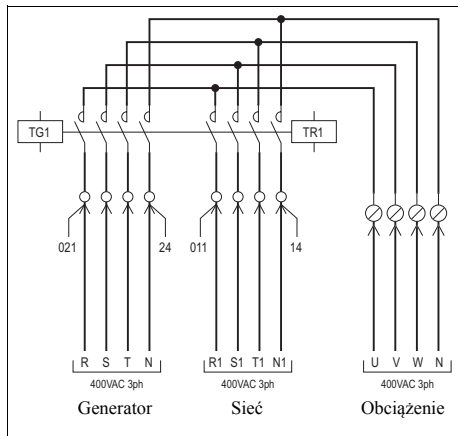 TG1 TR1
021 24 011 14
R S T N R1 S1 T1 N1 U V W N
400VAC 3ph 400VAC 3ph 400VAC 3ph
Generator Sieć Obciążenie